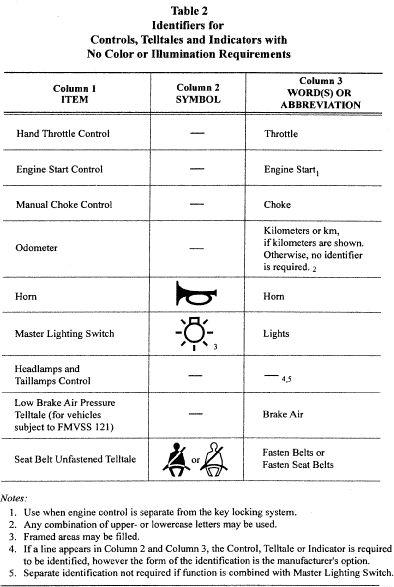 Table 2
Identifiers for
Controls, Telltales and Indicators with
No Color or Illumination Requirements
Column 1
ITEM
Column 2
SYMBOL
Column 3
WORD(S) OR
ABBREVIATION
Hand Throttle Control
—
Throttle
Engine Start Control
—
Engine Start1
Manual Choke Control
—
Choke
Odometer
—
Kilometers or km,
if kilometers are shown.
Otherwise, no identifier
is required. 2
Horn
Horn
Master Lighting Switch
3
Lights
Headlamps and
Taillamps Control
—
— 4,5
Low Brake Air Pressure
Telltale (for vehicles
subject to FMVSS 121)
—
Brake Air
Seat Belt Unfastened Telltale
or
Fasten Belts or
Fasten Seat Belts
Notes:
1. Use when engine control is separate from the key locking system.
2. Any combination of upper- or lowercase letters may be used.
3. Framed areas may be filled.
4. If a line appears in Column 2 and Column 3, the Control, Telltale or Indicator is required
to be identified, however the form of the identification is the manufacturer's option.
5. Separate identification not required if function is combined with Master Lighting Switch.